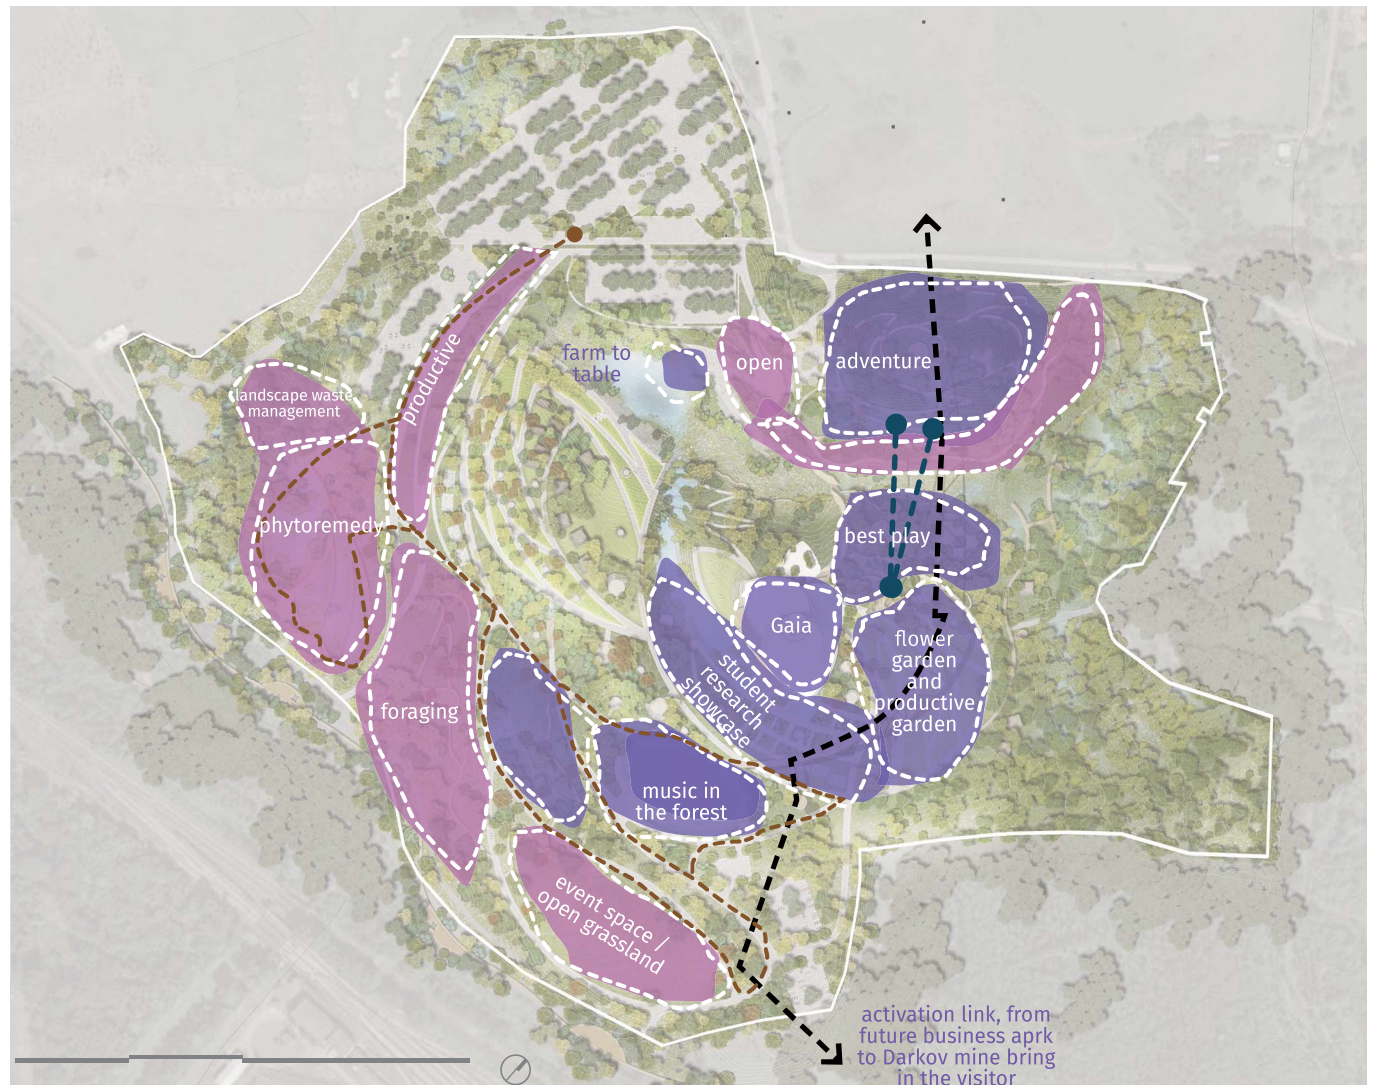 farm to
table
open
adventure
productive
landscape waste
management
phytoremedy
best play
Gaia
flower
garden
and
productive
garden
student
research
showcase
foraging
music in
the forest
event space /
open grassland
activation link, from
future business aprk
to Darkov mine bring
in the visitor